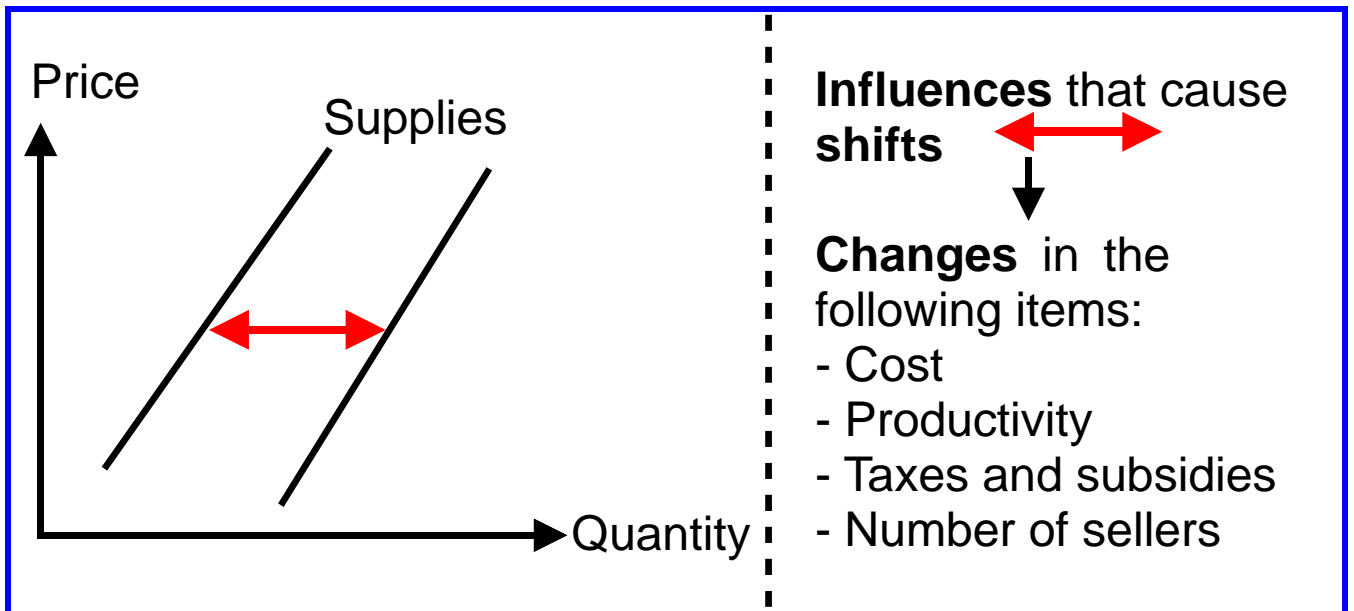 Price
Supplies
Quantity
Influences that cause
shifts
Changes in the
following items:
- Cost
- Productivity
- Taxes and subsidies
- Number of sellers